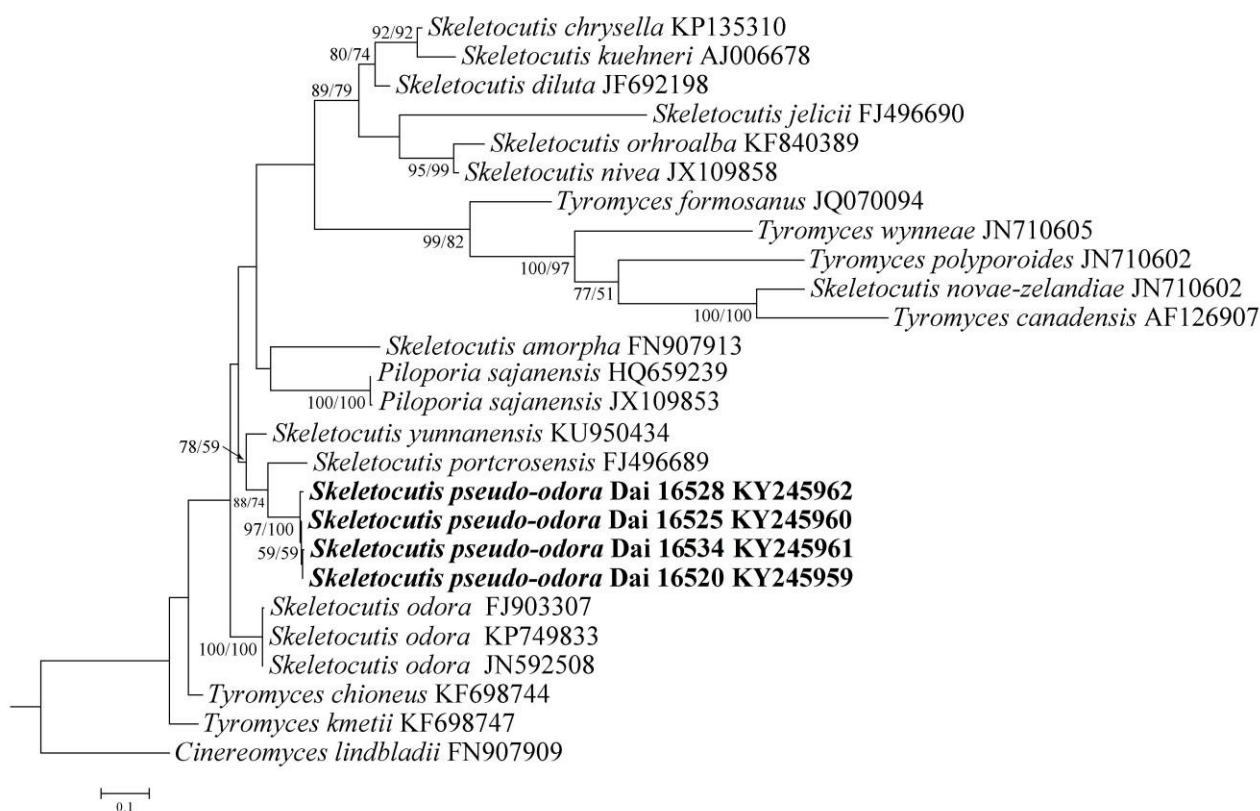 92/92
Skeletocutis chrysella KP135310
80/74
Skeletocutis kuehneri AJ006678
89/79
Skeletocutis diluta JF692198
Skeletocutis jelicii FJ496690
Skeletocutis orhroalba KF840389
95/99
Skeletocutis nivea JX109858
Tyromyces formosanus JQ070094
99/82
Tyromyces wynneae JN710605
100/97
Tyromyces polyporoides JN710602
77/51
Skeletocutis novae-zelandiae JN710602
100/100
Tyromyces canadensis AF126907
Skeletocutis amorpha FN907913
Piloporia sajanensis HQ659239
100/100
Piloporia sajanensis JX109853
78/59
Skeletocutis yunnanensis KU950434
Skeletocutis portcrosensis FJ496689
88/74
Skeletocutis pseudo-odora Dai 16528 KY245962
97/100
Skeletocutis pseudo-odora Dai 16525 KY245960
59/59
Skeletocutis pseudo-odora Dai 16534 KY245961
Skeletocutis pseudo-odora Dai 16520 KY245959
Skeletocutis odora FJ903307
Skeletocutis odora KP749833
100/100
Skeletocutis odora JN592508
Tyromyces chioneus KF698744
Tyromyces kmetii KF698747
Cinereomyces lindbladii FN907909
0.1